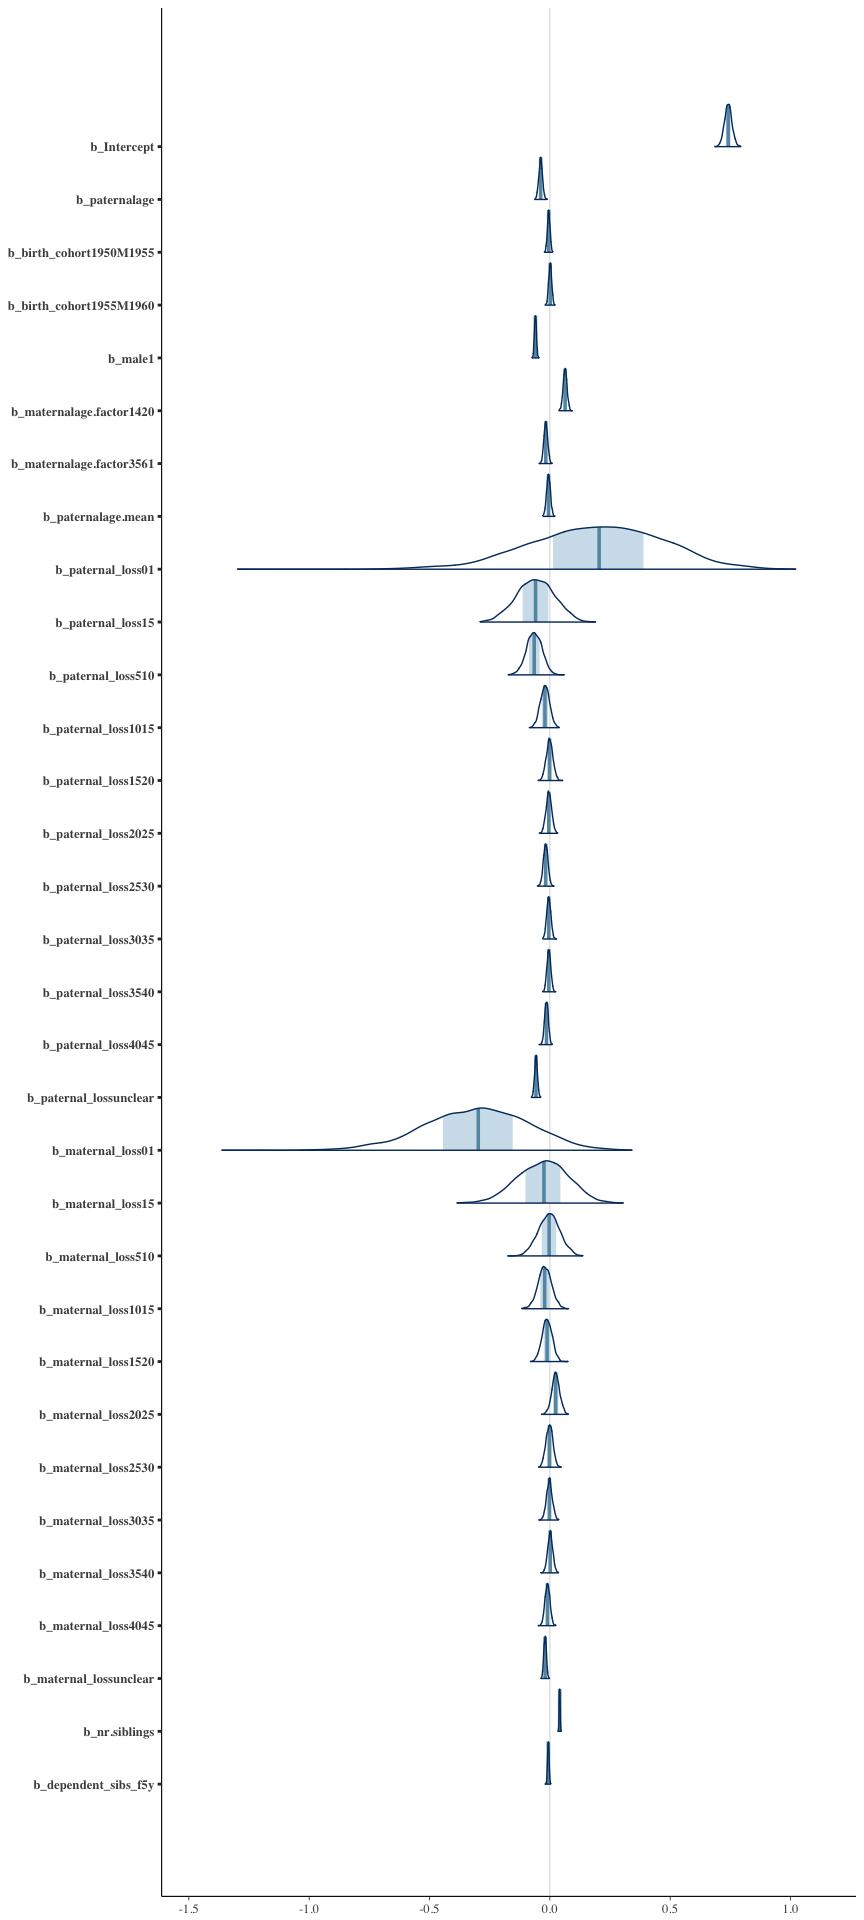 b_Intercept
b_paternalage
b_birth_cohort1950M1955
b_birth_cohort1955M1960
b_male1
b_maternalage.factor1420
b_maternalage.factor3561
b_paternalage.mean
b_paternal_loss01
b_paternal_loss15
b_paternal_loss510
b_paternal_loss1015
b_paternal_loss1520
b_paternal_loss2025
b_paternal_loss2530
b_paternal_loss3035
b_paternal_loss3540
b_paternal_loss4045
b_paternal_lossunclear
b_maternal_loss01
b_maternal_loss15
b_maternal_loss510
b_maternal_loss1015
b_maternal_loss1520
b_maternal_loss2025
b_maternal_loss2530
b_maternal_loss3035
b_maternal_loss3540
b_maternal_loss4045
b_maternal_lossunclear
b_nr.siblings
b_dependent_sibs_f5y
-1.5 -1.0 -0.5 0.0 0.5 1.0